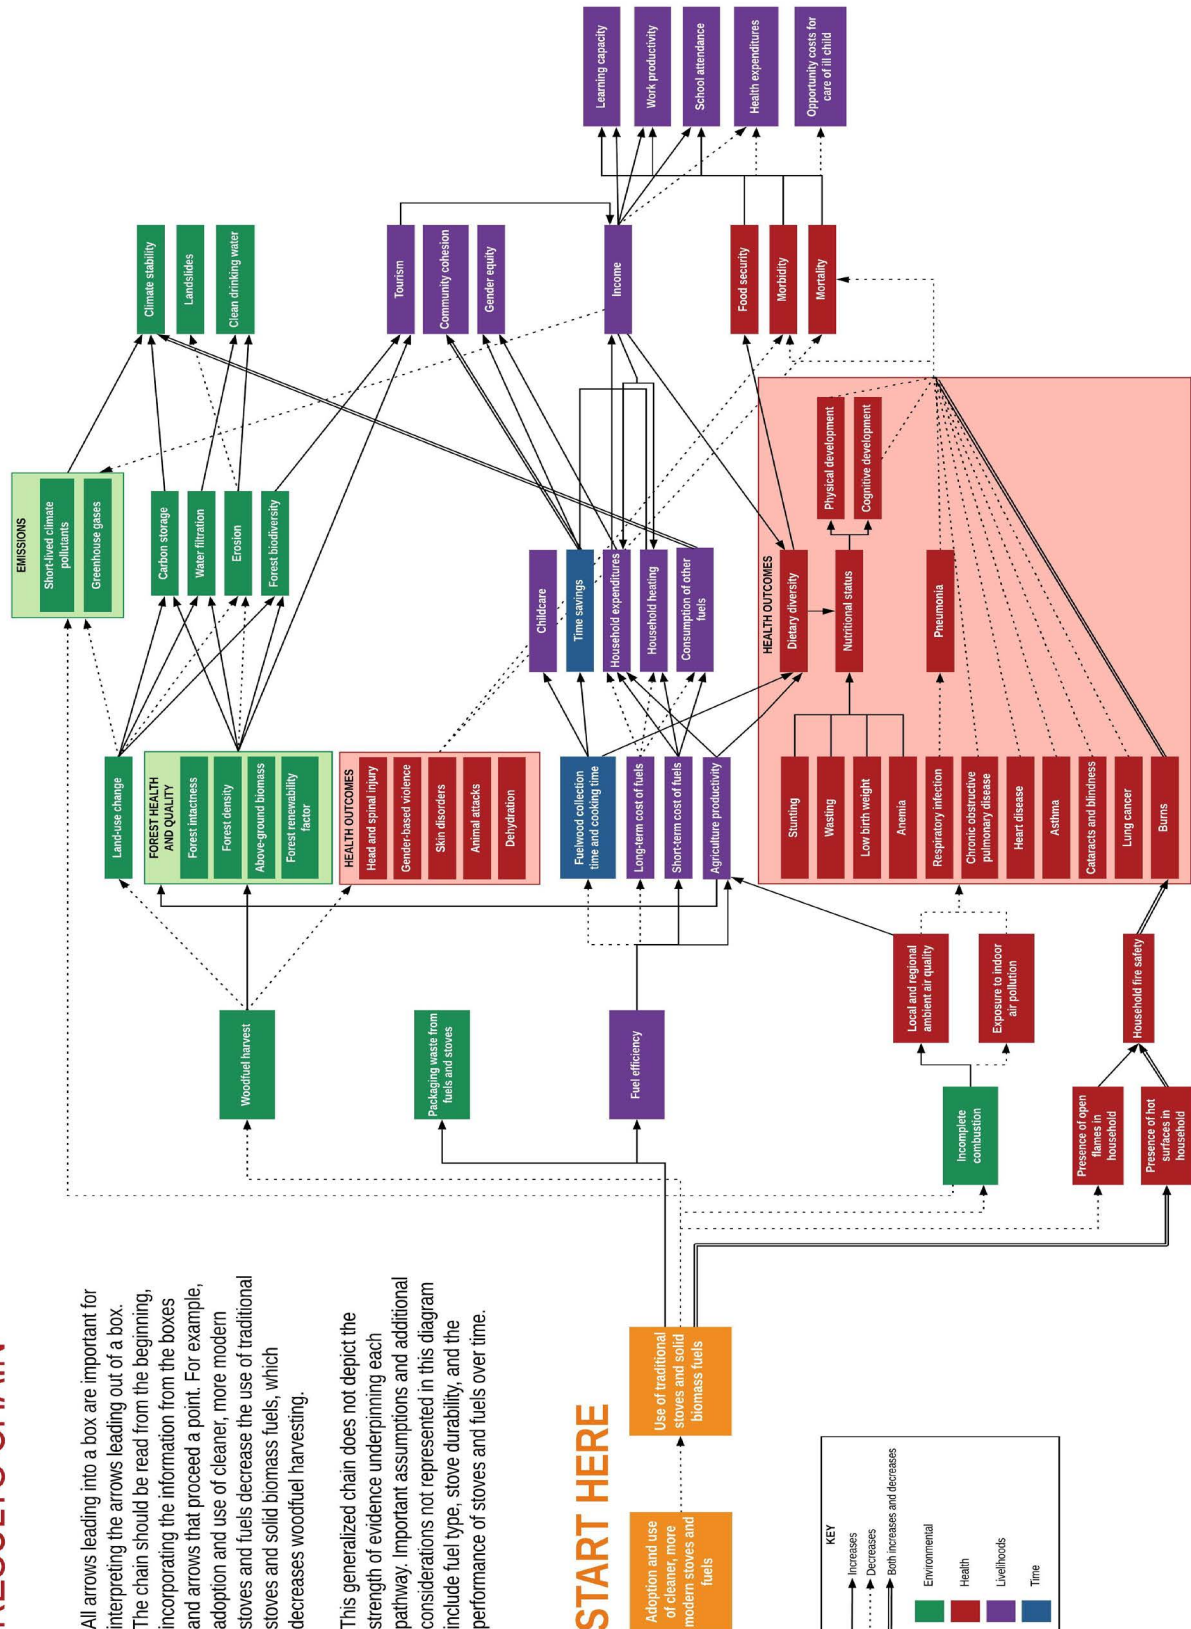 RESULTS CHAIN
All arrows leading into a box are important for
interpreting the arrows leading out of a box.
The chain should be read from the beginning,
incorporating the information from the boxes
and arrows that proceed a point. For example,
adoption and use of cleaner, more modern
stoves and fuels decrease the use of traditional
stoves and solid biomass fuels, which
decreases woodfuel harvesting.
This generalized chain does not depict the
strength of evidence underpinning each
pathway. Important assumptions and additional
considerations not represented in this diagram
include fuel type, stove durability, and the
performance of stoves and fuels over time.
START HERE
Adoption and use
of cleaner, more
modern stoves and
fuels
Use of traditional
stoves and solid
biomass fuels
KEY
Increases
Decreases
Both increases and decreases
Environmental
Health
Livelihoods
Time
Woodfuel harvest
Packaging waste from
fuels and stoves
Fuel efficiency
Incomplete
combustion
Presence of open
flames in
household
Presence of hot
surfaces in
household
Local and regional
ambient air quality
Exposure to indoor
air pollution
Household fire safety
Land-use change
FOREST HEALTH
AND QUALITY
Forest intactness
Forest density
Above-ground biomass
Forest renewability
factor
HEALTH OUTCOMES
Head and spinal injury
Gender-based violence
Skin disorders
Animal attacks
Dehydration
Fuelwood collection
time and cooking time
Long-term cost of fuels
Short-term cost of fuels
Agriculture productivity
HEALTH OUTCOMES
Stunting
Wasting
Low birth weight
Anemia
Respiratory infection
Chronic obstructive
pulmonary disease
Heart disease
Asthma
Cataracts and blindness
Lung cancer
Burns
Dietary diversity
Nutritional status
Pneumonia
Physical development
Cognitive development
EMISSIONS
Short-lived climate
pollutants
Greenhouse gases
Carbon storage
Water filtration
Erosion
Forest biodiversity
Childcare
Time savings
Household expenditures
Household heating
Consumption of other
fuels
Climate stability
Landslides
Clean drinking water
Tourism
Community cohesion
Gender equity
Income
Food security
Morbidity
Mortality
Learning capacity
Work productivity
School attendance
Health expenditures
Opportunity costs for
care of ill child